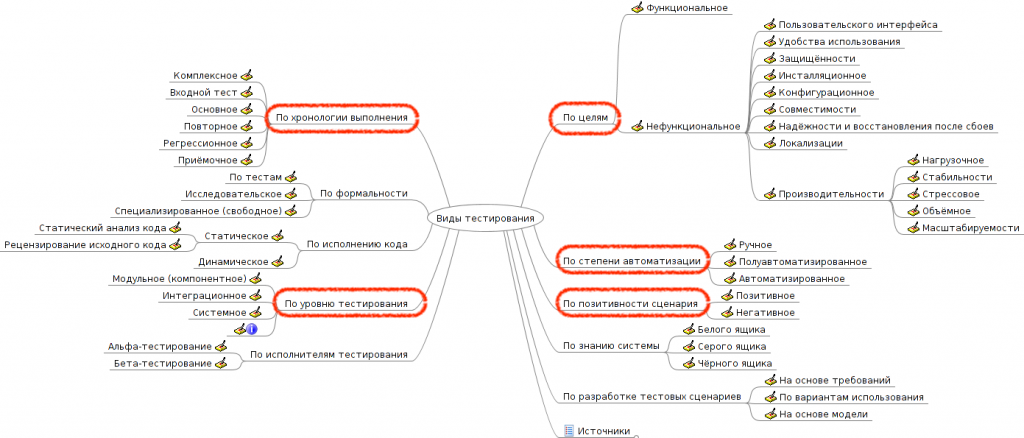 Виды тестирования
По хронологии выполнения
Комплексное
Входной тест
Основное
Повторное
Регрессионное
Приёмочное
По формальности
По тестам
Исследовательское
Специализированное (свободное)
По исполнению кода
Статическое
Статический анализ кода
Рецензирование исходного кода
Динамическое
По уровню тестирования
Модульное (компонентное)
Интеграционное
Системное
По исполнителям тестирования
Альфа-тестирование
Бета-тестирование
По целям
Функциональное
Нефункциональное
Пользовательского интерфейса
Удобства использования
Защищённости
Инсталляционное
Конфигурационное
Совместимости
Надёжности и восстановления после сбоев
Локализации
Производительности
Нагрузочное
Стабильности
Стрессовое
Объёмное
Масштабируемости
По степени автоматизации
Ручное
Полуавтоматизированное
Автоматизированное
По позитивности сценария
Позитивное
Негативное
По знанию системы
Белого ящика
Серого ящика
Чёрного ящика
По разработке тестовых сценариев
На основе требований
По вариантам использования
На основе модели
Источники